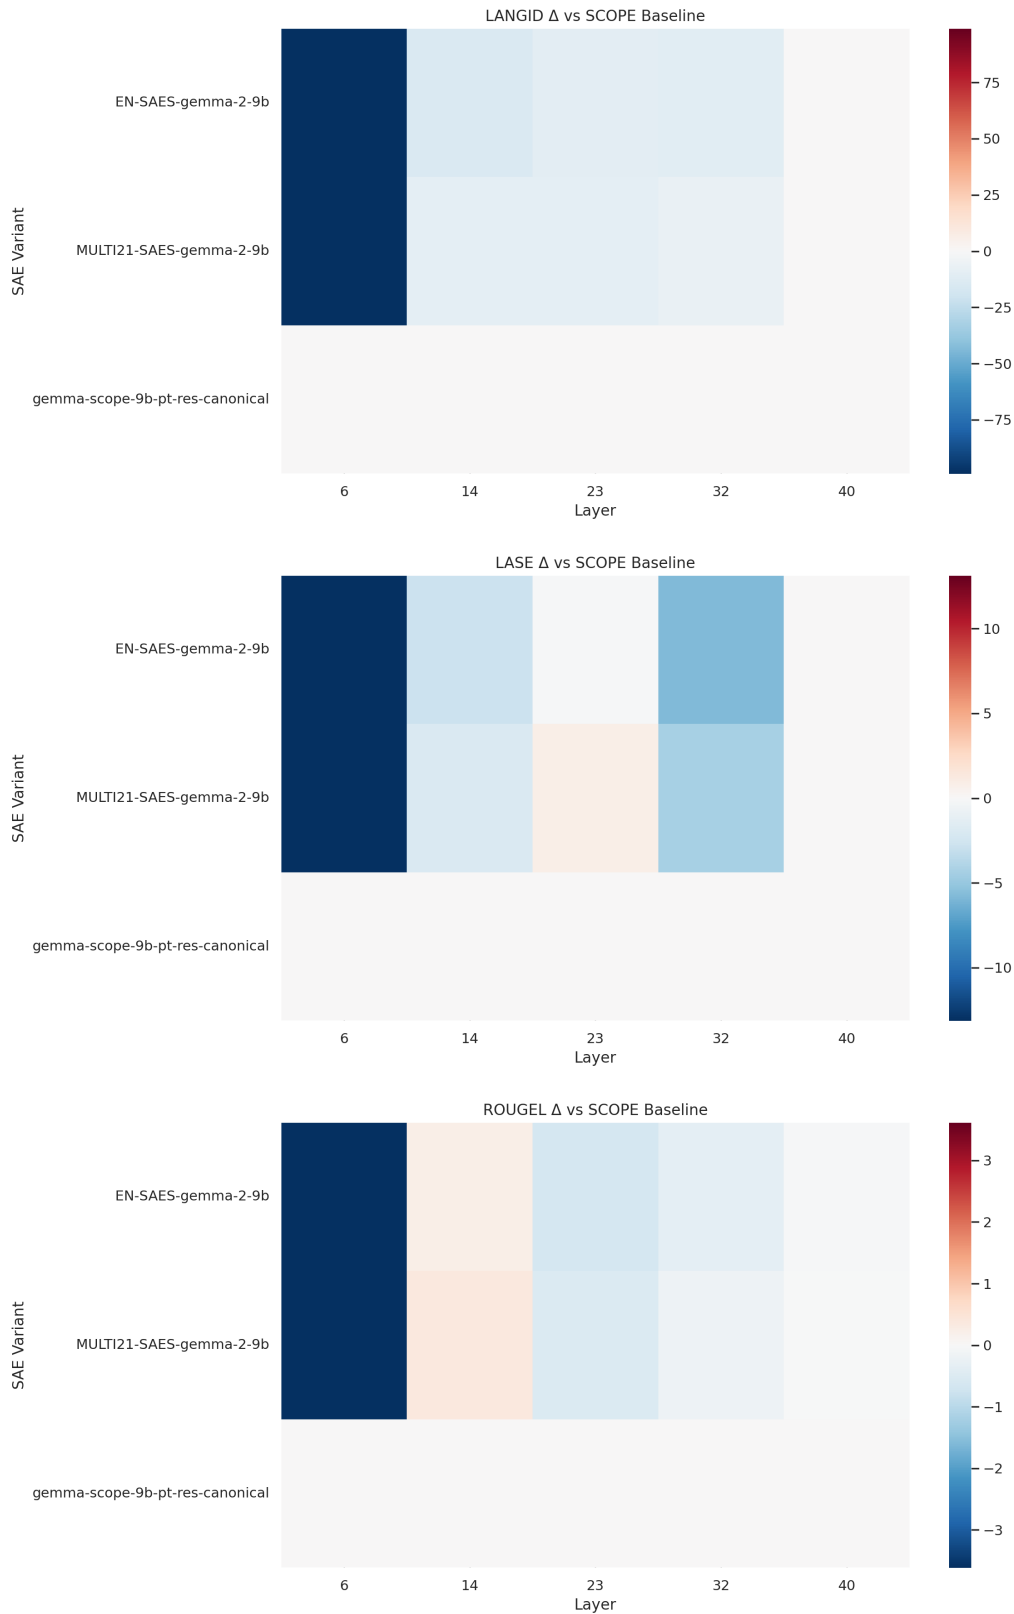 LANGID Δ vs SCOPE Baseline
SAE Variant
EN-SAES-gemma-2-9b
MULTI21-SAES-gemma-2-9b
gemma-scope-9b-pt-res-canonical
6 14 23 32 40
Layer
75
50
25
0
−25
−50
−75
LASE Δ vs SCOPE Baseline
SAE Variant
EN-SAES-gemma-2-9b
MULTI21-SAES-gemma-2-9b
gemma-scope-9b-pt-res-canonical
6 14 23 32 40
Layer
10
5
0
−5
−10
ROUGEL Δ vs SCOPE Baseline
SAE Variant
EN-SAES-gemma-2-9b
MULTI21-SAES-gemma-2-9b
gemma-scope-9b-pt-res-canonical
6 14 23 32 40
Layer
3
2
1
0
−1
−2
−3